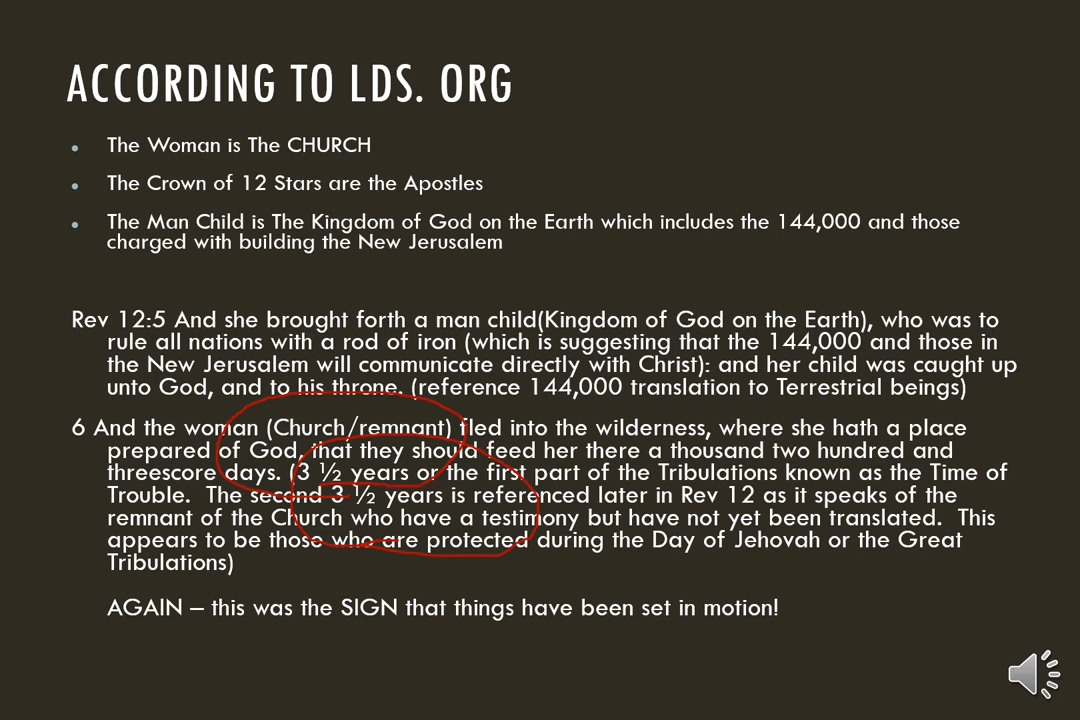 ACCORDING TO LDS. ORG
• The Woman is The CHURCH
• The Crown of 12 Stars are the Apostles
• The Man Child is The Kingdom of God on the Earth which includes the 144,000 and those
charged with building the New Jerusalem
Rev 12:5 And she brought forth a man child(Kingdom of God on the Earth), who was to
rule all nations with a rod of iron (which is suggesting that the 144,000 and those in
the New Jerusalem will communicate directly with Christ): and her child was caught up
unto God, and to his throne. (reference 144,000 translation to Terrestrial beings)
6 And the woman (Church/remnant) fled into the wilderness, where she hath a place
prepared of God, that they should feed her there a thousand two hundred and
threescore days. (3 ½ years or the first part of the Tribulations known as the Time of
Trouble. The second 3 ½ years is referenced later in Rev 12 as it speaks of the
remnant of the Church who have a testimony but have not yet been translated. This
appears to be those who are protected during the Day of Jehovah or the Great
Tribulations)
AGAIN – this was the SIGN that things have been set in motion!